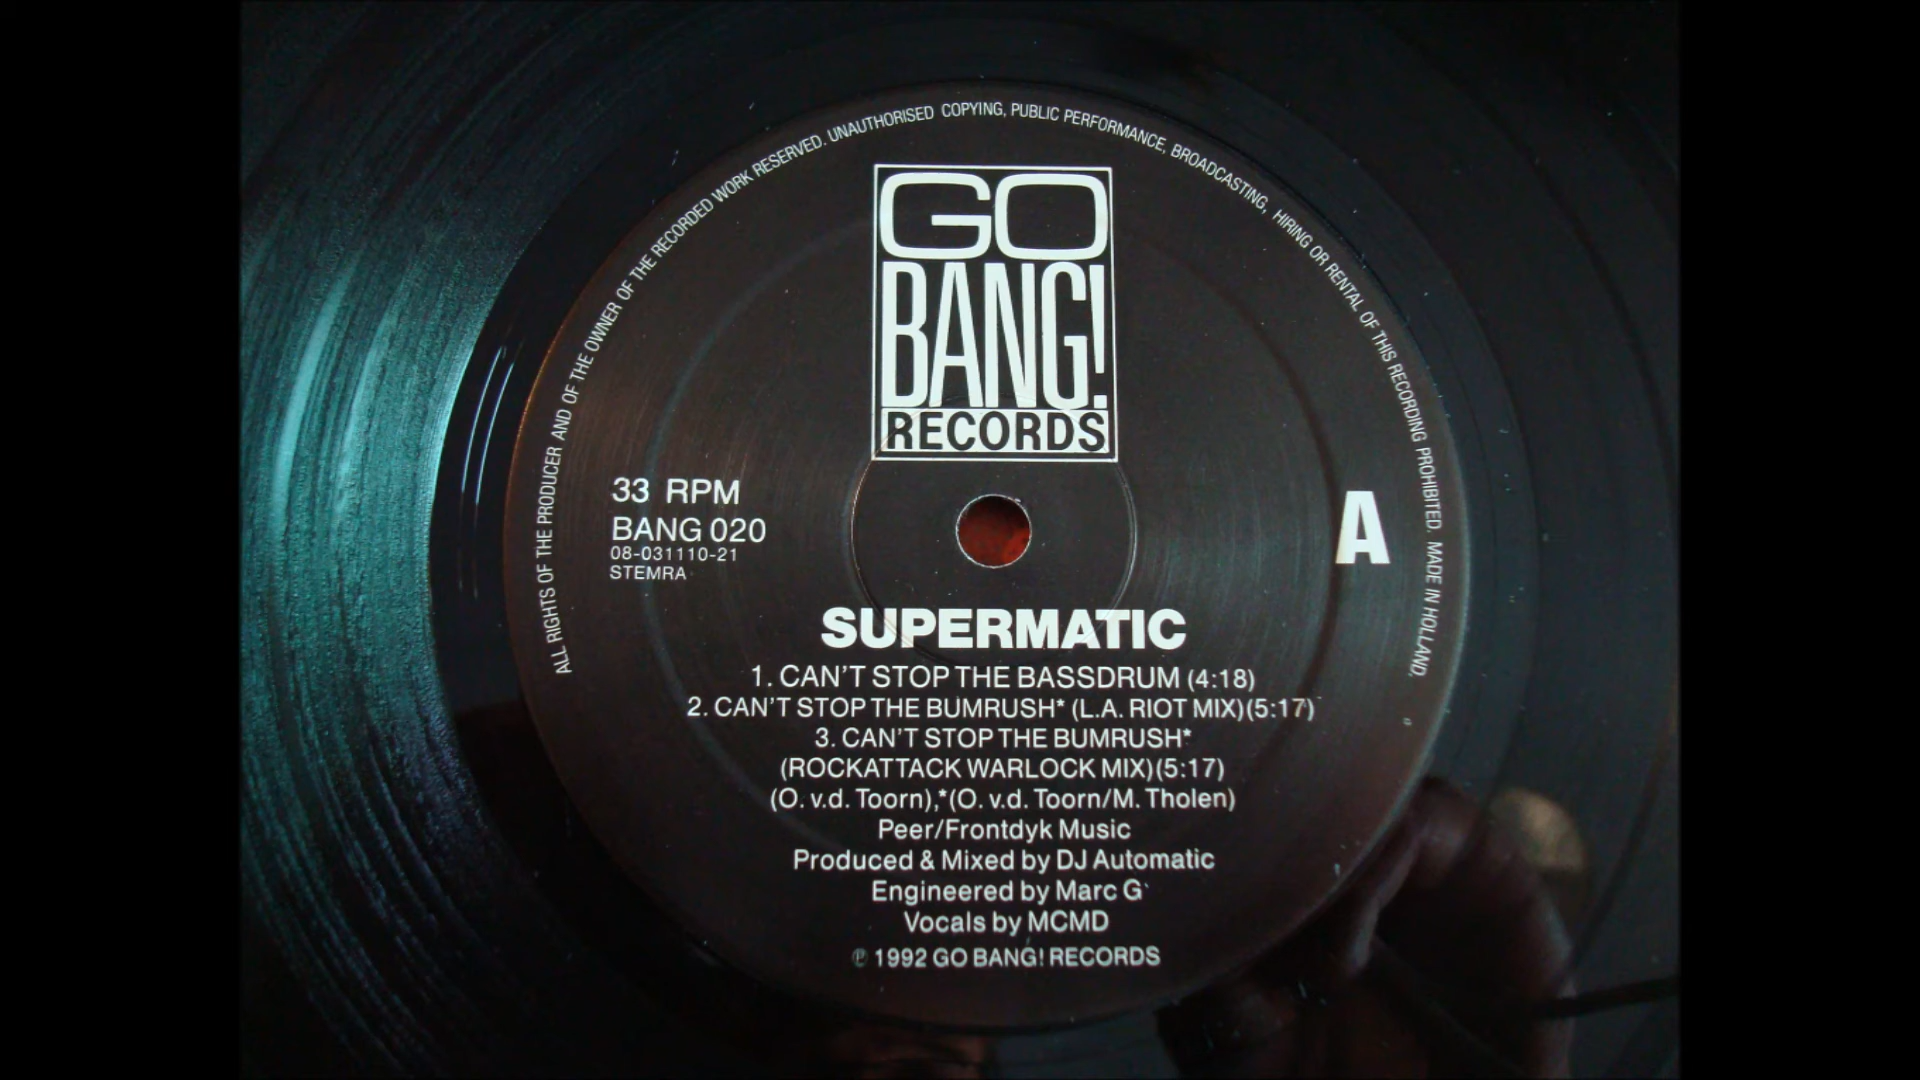 ALL RIGHTS OF THE PRODUCER AND OF THE OWNER OF THE RECORDED WORK RESERVED. UNAUTHORISED COPYING, PUBLIC PERFORMANCE, BROADCASTING, HIRING OR RENTAL OF THIS RECORDING PROHIBITED. MADE IN HOLLAND.
GO
BANG!
RECORDS
33 RPM
BANG 020
08-031110-21
STEMRA
A
SUPERMATIC
1. CAN'T STOP THE BASSDRUM (4:18)
2. CAN'T STOP THE BUMRUSH* (L.A. RIOT MIX)(5:17)
3. CAN'T STOP THE BUMRUSH*
(ROCKATTACK WARLOCK MIX)(5:17)
(O. v.d. Toorn),*(O. v.d. Toorn/M. Tholen)
Peer/Frontdyk Music
Produced & Mixed by DJ Automatic
Engineered by Marc G
Vocals by MCMD
℗ 1992 GO BANG! RECORDS